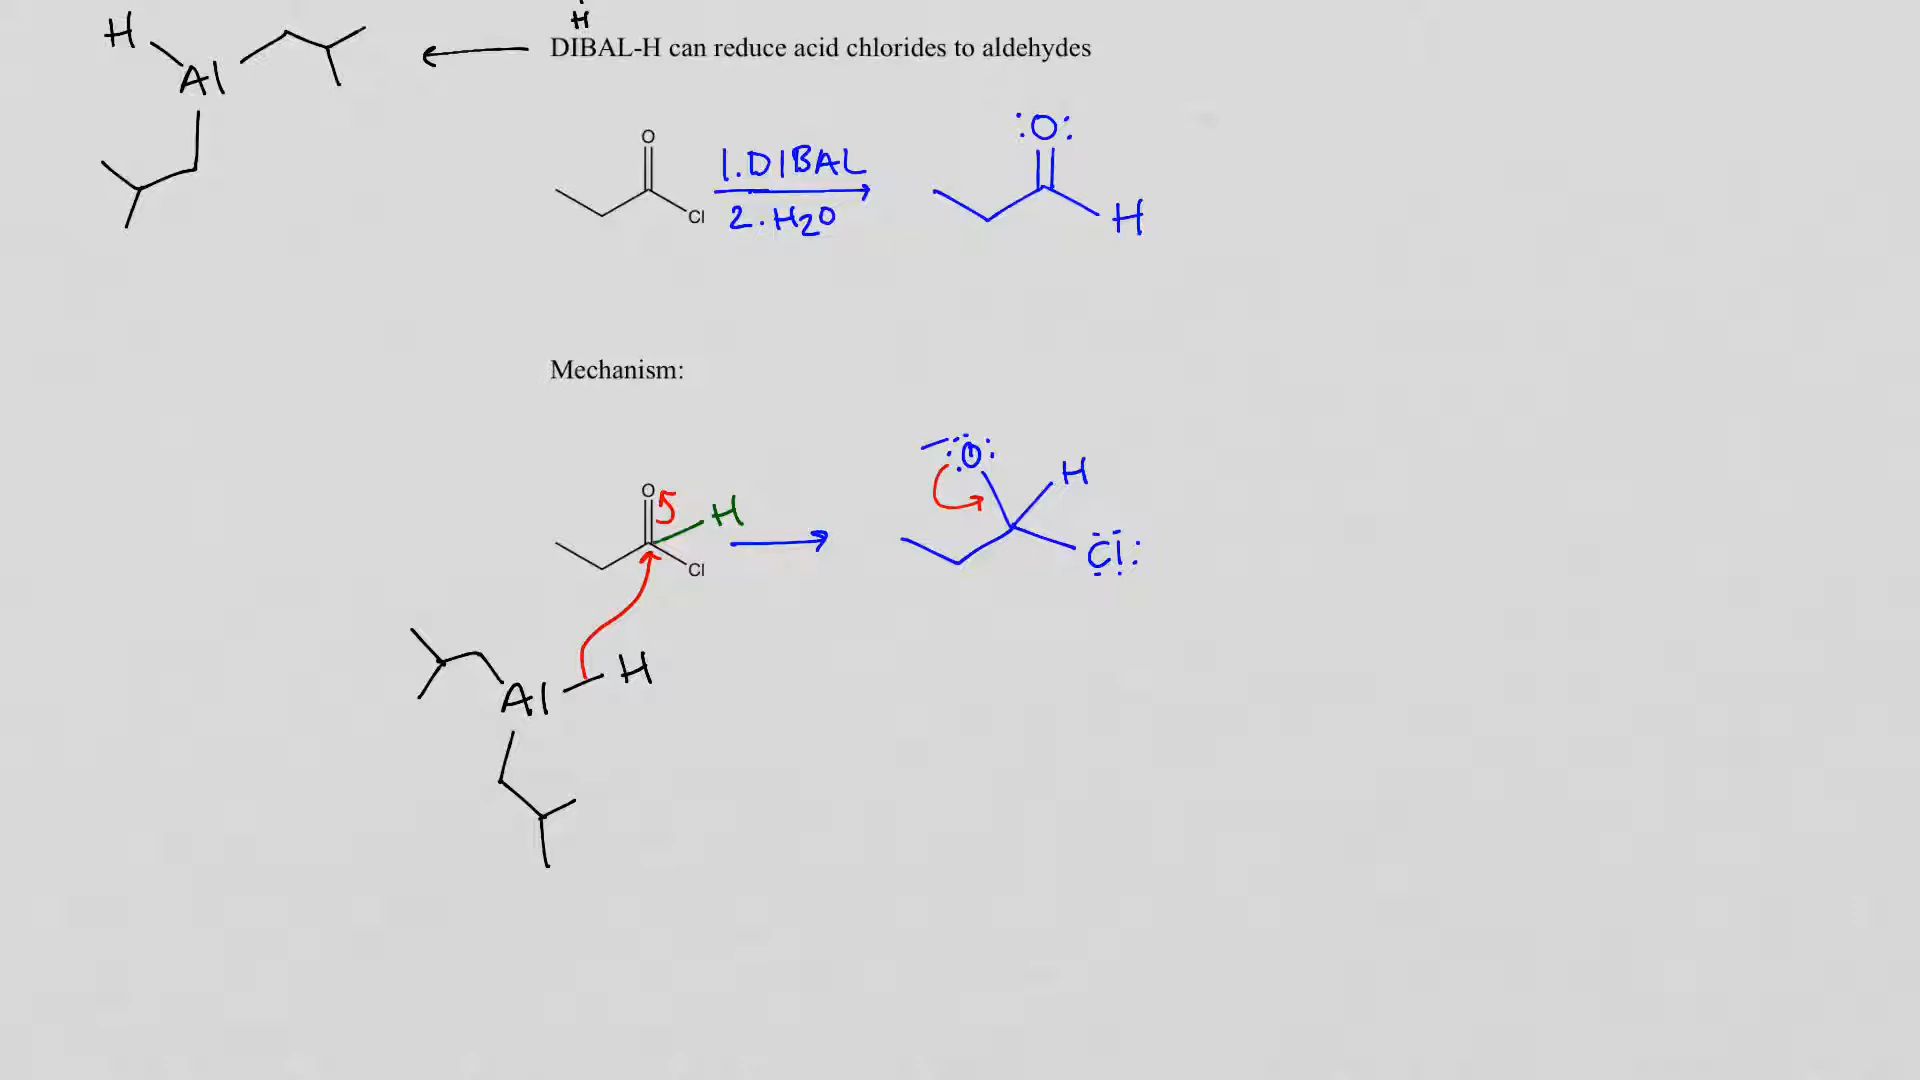 H
H
DIBAL-H can reduce acid chlorides to aldehydes
Al
:O:
O
1. DIBAL
Cl
2. H2O
H
Mechanism:
:O:
H
O
H
Cl
:Cl:
H
Al